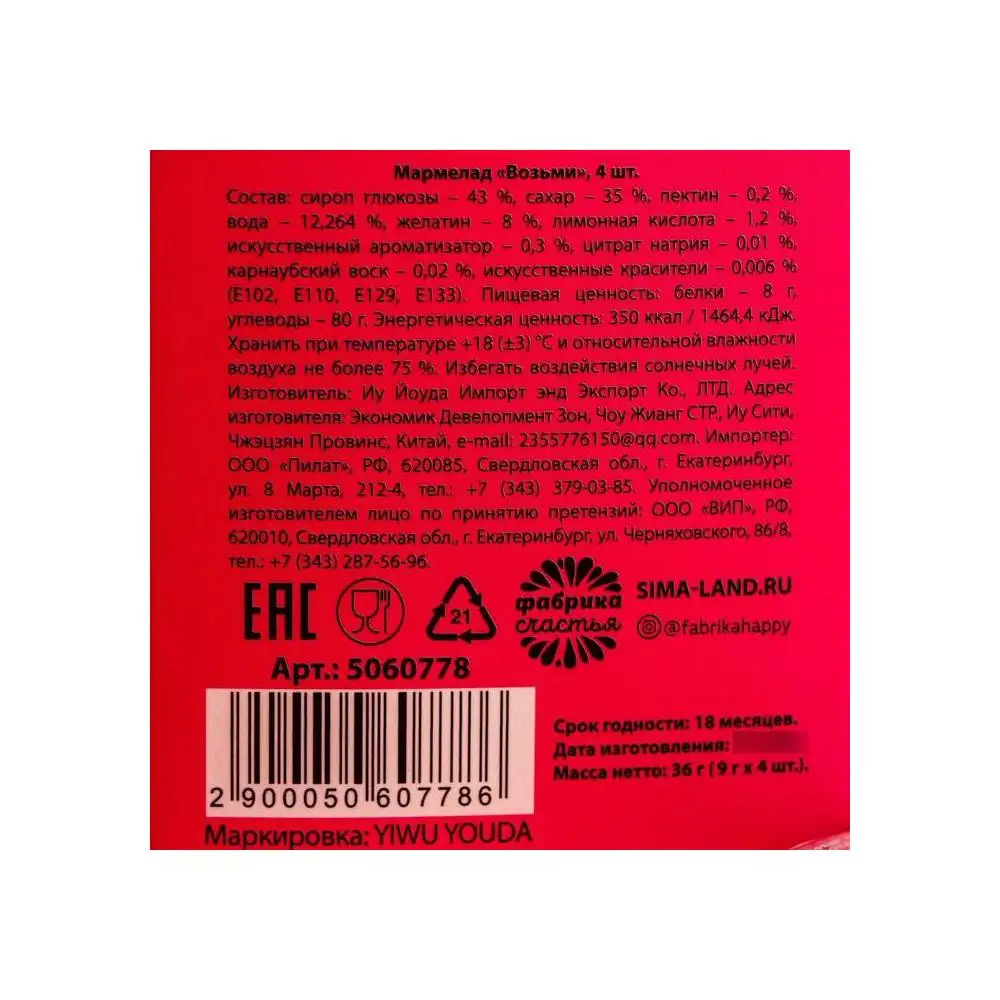 Мармелад «Возьми», 4 шт.
Состав: сироп глюкозы – 43 %, сахар – 35 %, пектин – 0,2 %,
вода – 12,264 %, желатин – 8 %, лимонная кислота – 1,2 %,
искусственный ароматизатор – 0,3 %, цитрат натрия – 0,01 %,
карнаубский воск – 0,02 %, искусственные красители – 0,006 %
(Е102, Е110, Е129, Е133). Пищевая ценность: белки – 8 г,
углеводы – 80 г. Энергетическая ценность: 350 ккал / 1464,4 кДж.
Хранить при температуре +18 (±3) °С и относительной влажности
воздуха не более 75 %. Избегать воздействия солнечных лучей.
Изготовитель: Иу Йоуда Импорт энд Экспорт Ко., ЛТД. Адрес
изготовителя: Экономик Девелопмент Зон, Чоу Жианг СТР, Иу Сити,
Чжэцзян Провинс, Китай, e-mail: 2355776150@qq.com. Импортер:
ООО «Пилат», РФ, 620085, Свердловская обл., г. Екатеринбург,
ул. 8 Марта, 212-4, тел.: +7 (343) 379-03-85. Уполномоченное
изготовителем лицо по принятию претензий: ООО «ВИП», РФ,
620010, Свердловская обл., г. Екатеринбург, ул. Черняховского, 86/8,
тел.: +7 (343) 287-56-96.
EAC
21
фабрика
счастья
SIMA-LAND.RU
@fabrikahappy
Арт.: 5060778
2 900050 607786
Маркировка: YIWU YOUDA
Срок годности: 18 месяцев.
Дата изготовления:
Масса нетто: 36 г (9 г х 4 шт.).